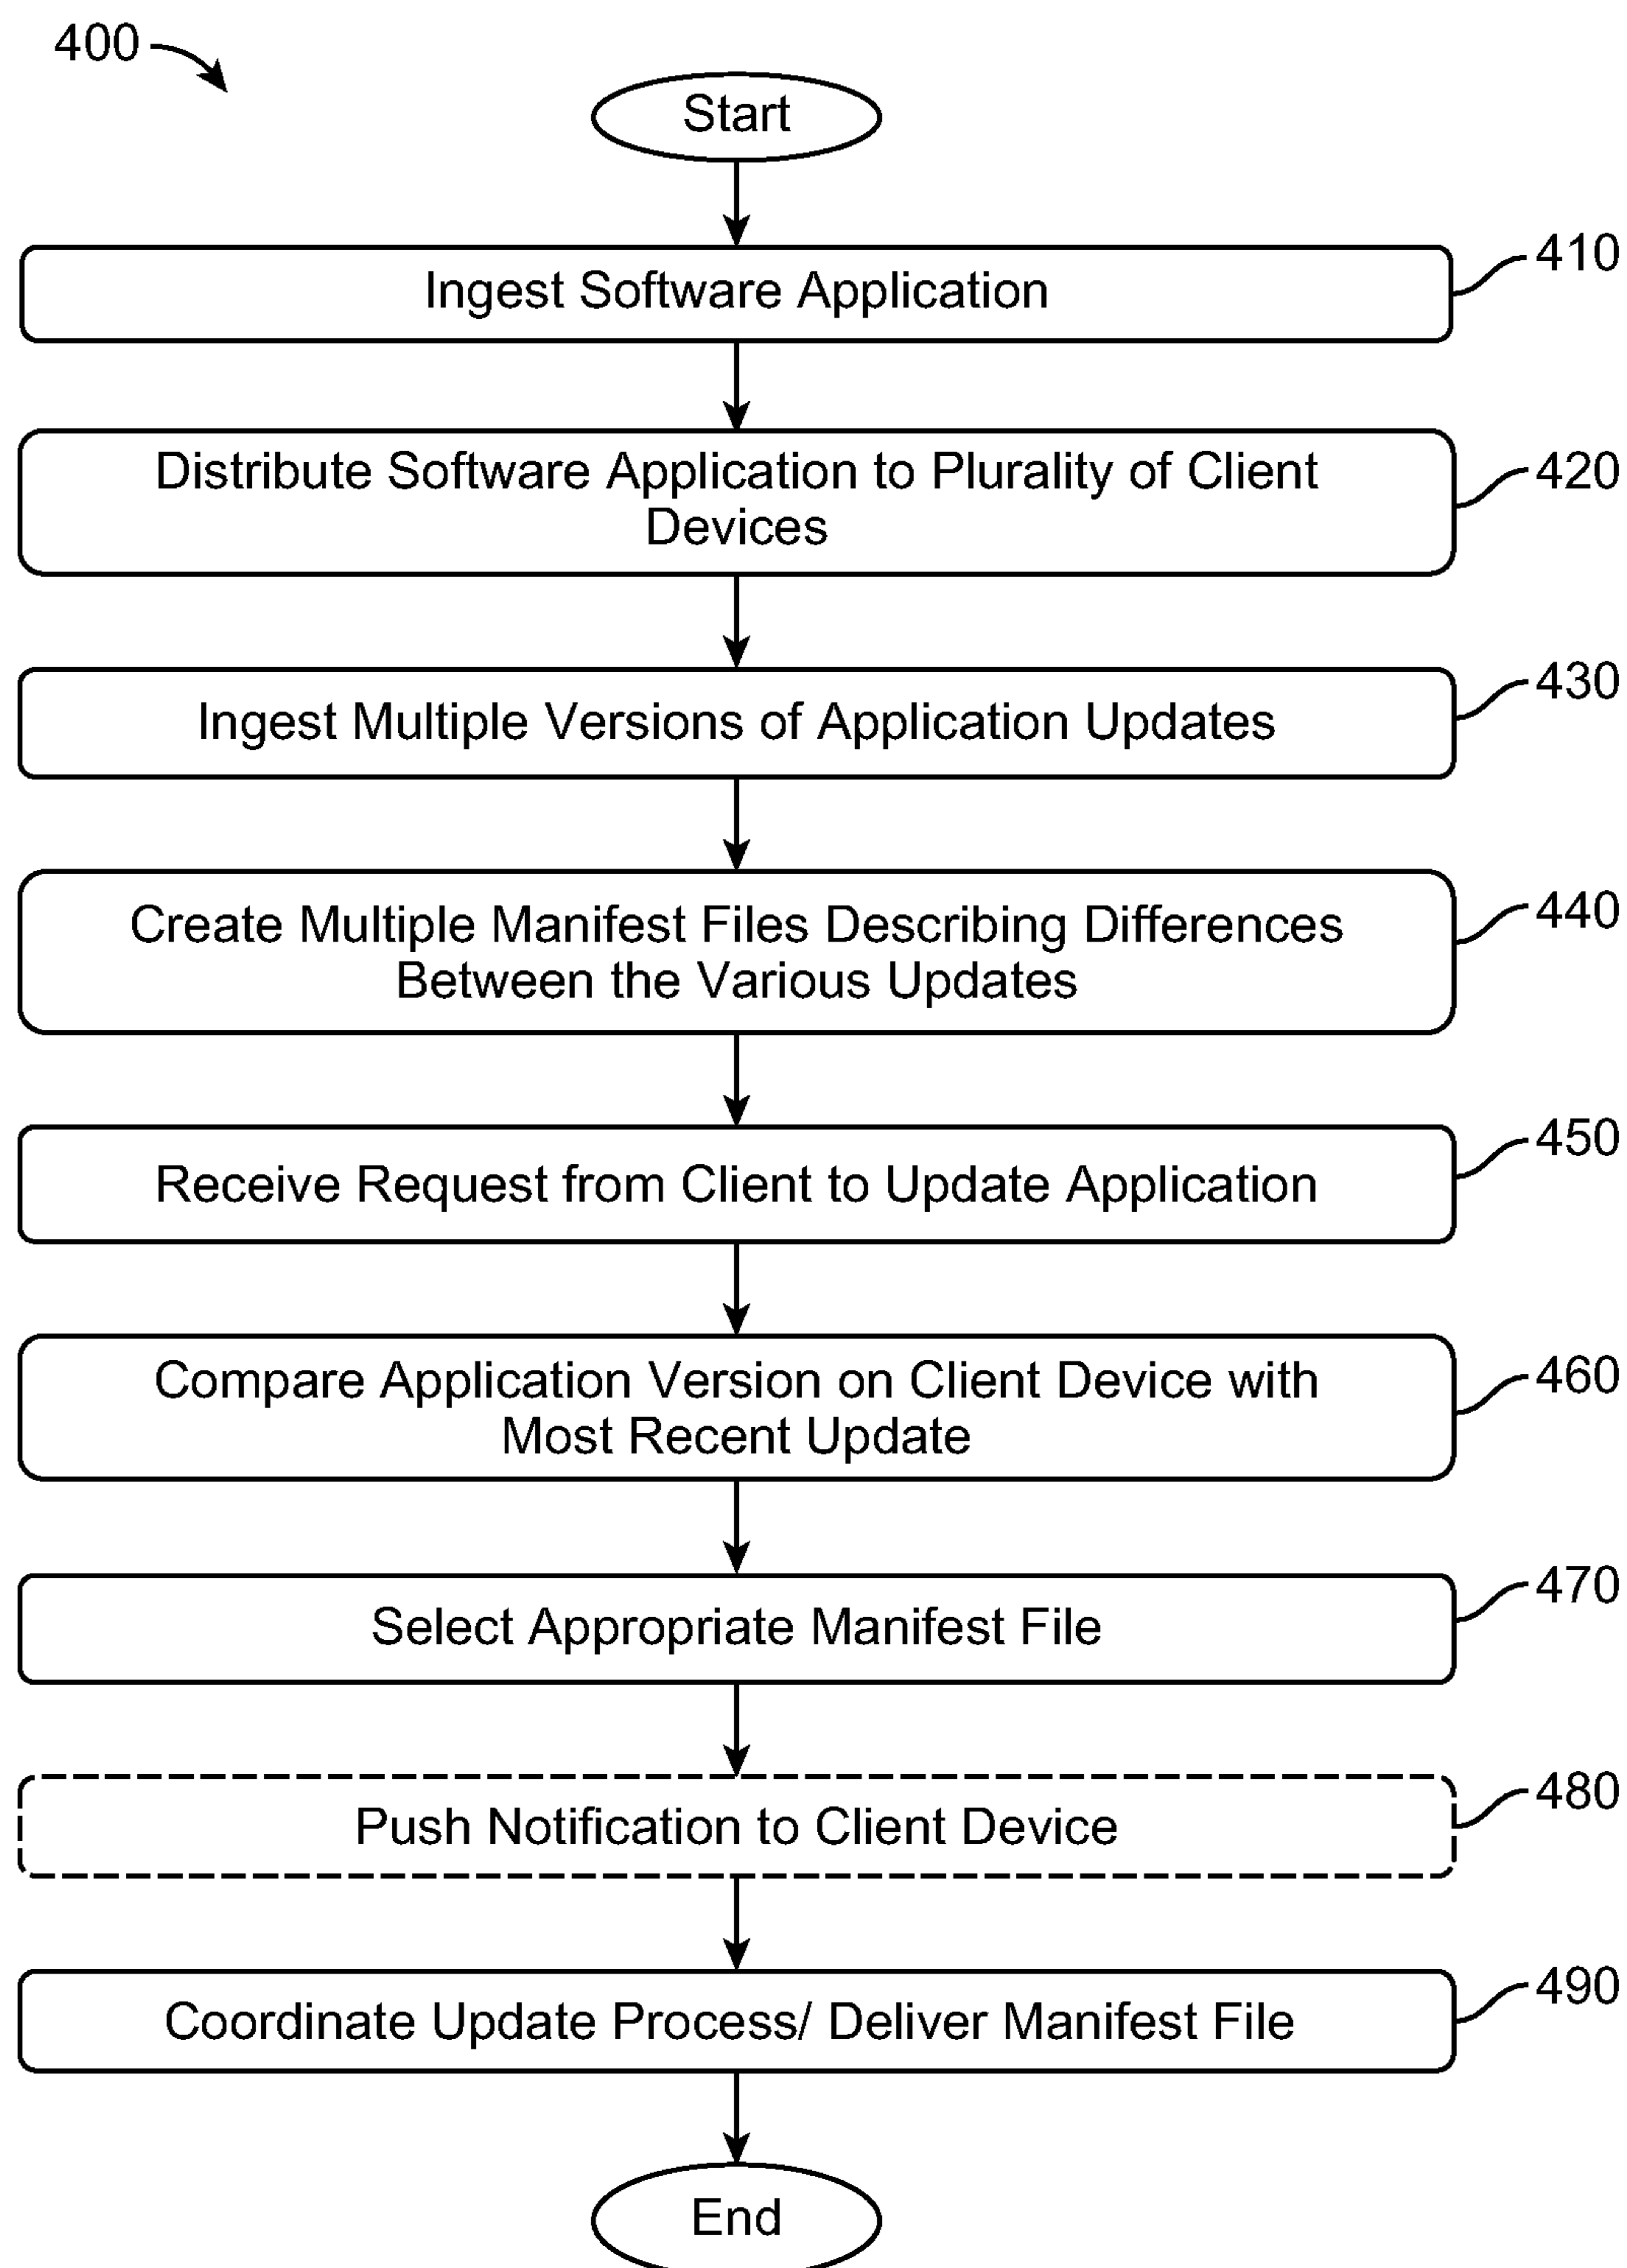 400
Start
Ingest Software Application
410
Distribute Software Application to Plurality of Client
Devices
420
Ingest Multiple Versions of Application Updates
430
Create Multiple Manifest Files Describing Differences
Between the Various Updates
440
Receive Request from Client to Update Application
450
Compare Application Version on Client Device with
Most Recent Update
460
Select Appropriate Manifest File
470
Push Notification to Client Device
480
Coordinate Update Process/ Deliver Manifest File
490
End